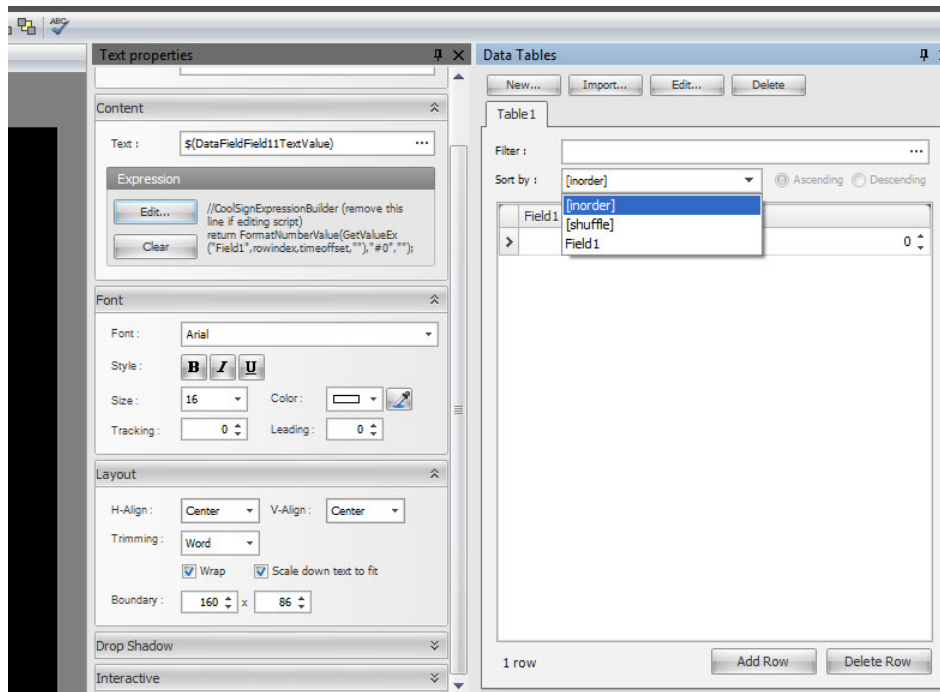 ABC
Text properties
Content
Text :
$(DataFieldField11TextValue)
...
Expression
Edit...
Clear
//CoolSignExpressionBuilder (remove this
line if editing script)
return FormatNumberValue(GetValueEx
("Field1",rowindex,timeoffset,""),"#0","");
Font
Font :
Arial
Style :
B I U
Size :
16
Color :
Tracking :
0
Leading :
0
Layout
H-Align :
Center
V-Align :
Center
Trimming :
Word
Wrap
Scale down text to fit
Boundary :
160 x 86
Drop Shadow
Interactive
Data Tables
New...
Import...
Edit...
Delete
Table1
Filter :
...
Sort by :
[inorder]
Ascending
Descending
[inorder]
[shuffle]
Field1
Field1
0
1 row
Add Row
Delete Row